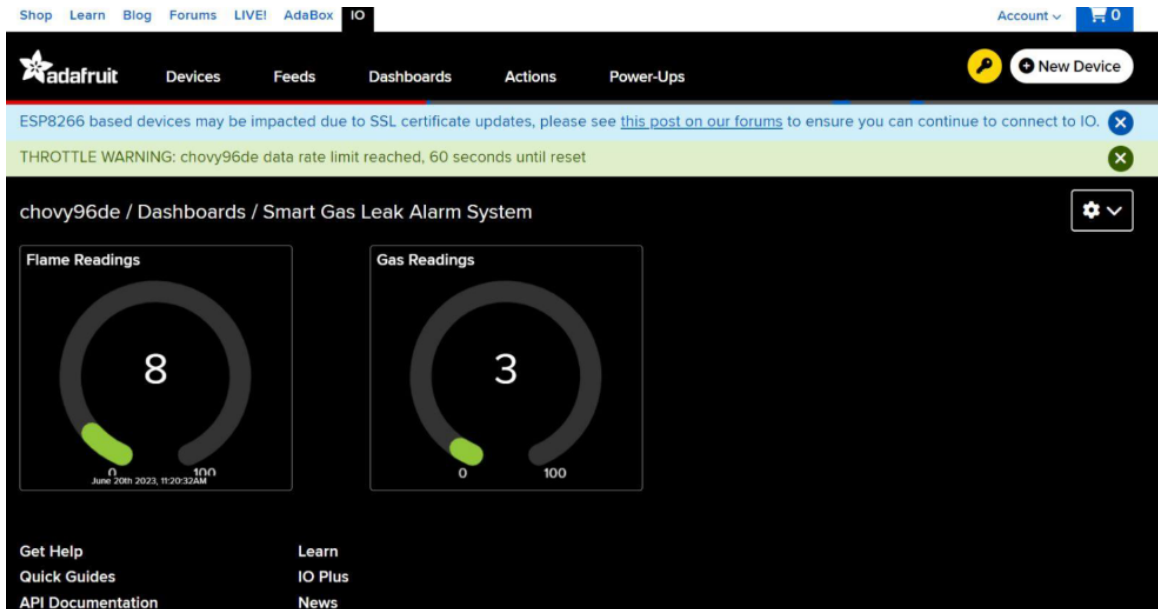 Shop Learn Blog Forums LIVE! AdaBox IO Account 0
adafruit Devices Feeds Dashboards Actions Power-Ups New Device
ESP8266 based devices may be impacted due to SSL certificate updates, please see this post on our forums to ensure you can continue to connect to IO.
THROTTLE WARNING: chovy96de data rate limit reached, 60 seconds until reset
chovy96de / Dashboards / Smart Gas Leak Alarm System
Flame Readings
8
0 100
June 20th 2023, 11:20:32AM
Gas Readings
3
0 100
Get Help
Quick Guides
API Documentation
Learn
IO Plus
News